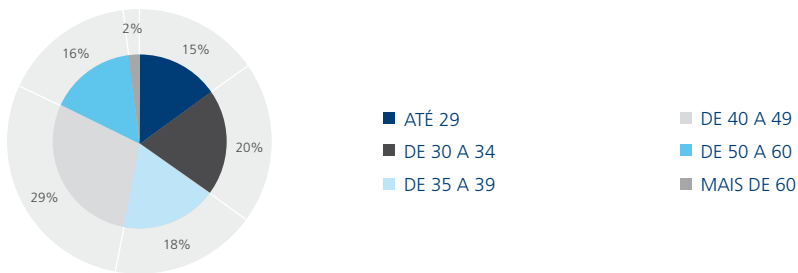 2%
15%
16%
20%
29%
18%
ATÉ 29
DE 30 A 34
DE 35 A 39
DE 40 A 49
DE 50 A 60
MAIS DE 60